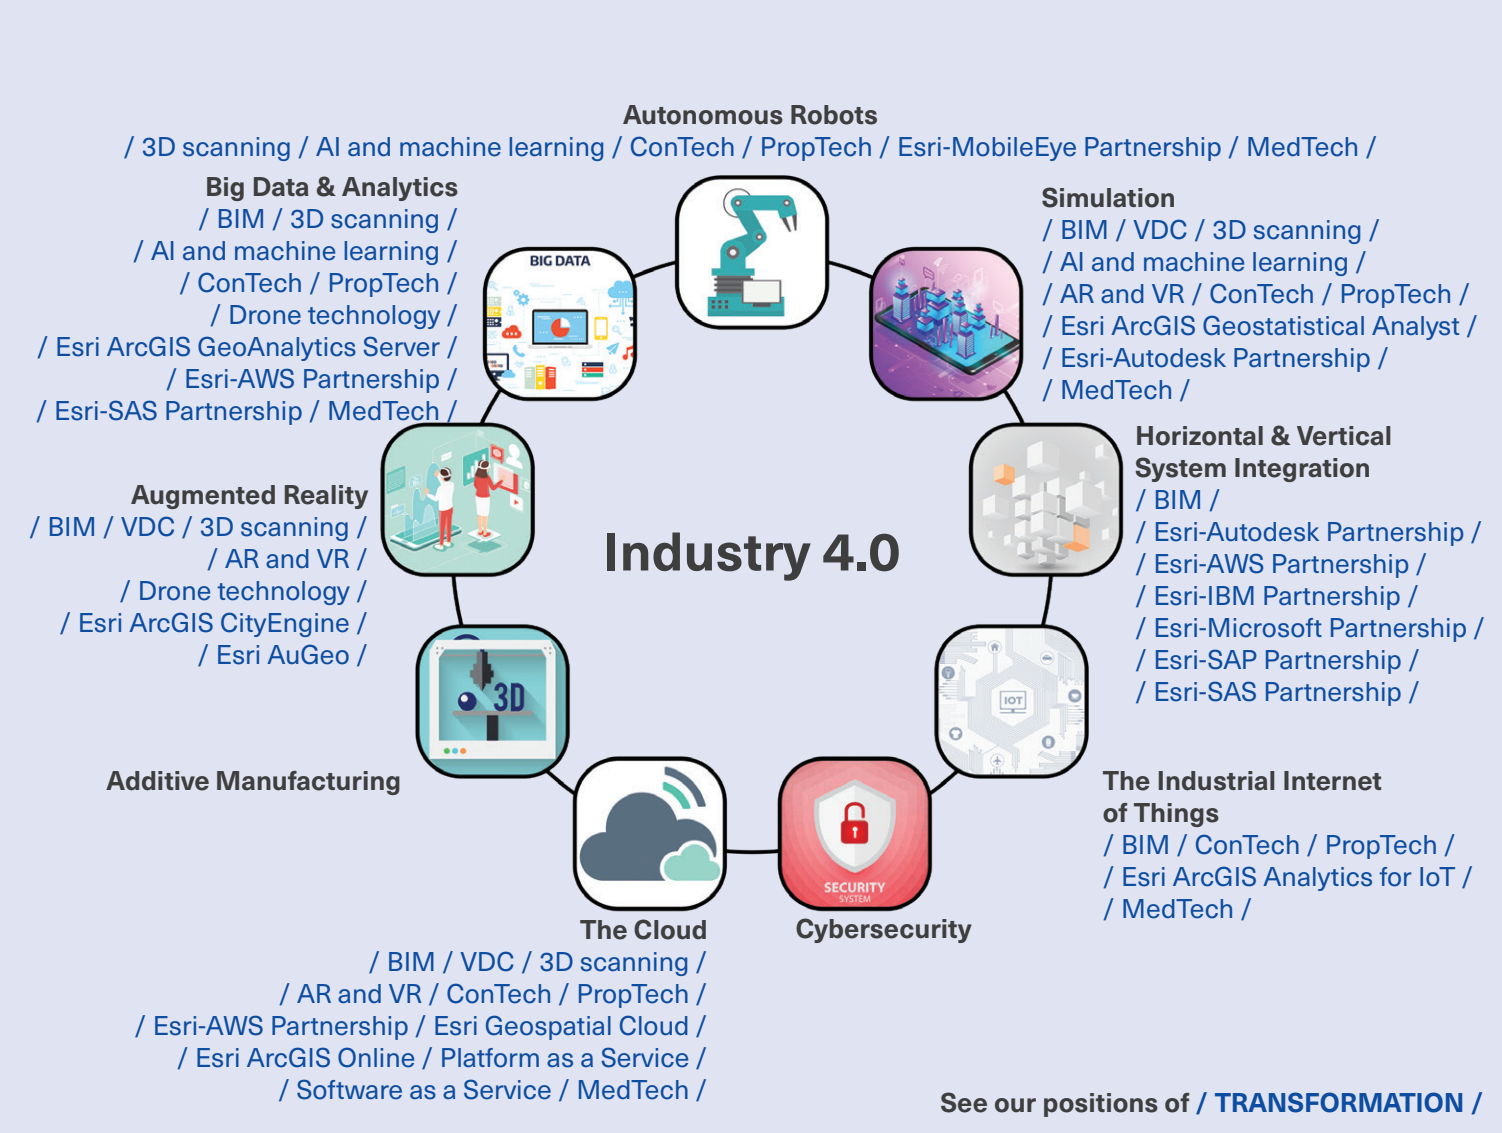 Autonomous Robots
/ 3D scanning / AI and machine learning / ConTech / PropTech / Esri-MobileEye Partnership / MedTech /
Big Data & Analytics
/ BIM / 3D scanning /
/ AI and machine learning /
/ ConTech / PropTech /
/ Drone technology /
/ Esri ArcGIS GeoAnalytics Server /
/ Esri-AWS Partnership /
/ Esri-SAS Partnership / MedTech /
BIG DATA
Simulation
/ BIM / VDC / 3D scanning /
/ AI and machine learning /
/ AR and VR / ConTech / PropTech /
/ Esri ArcGIS Geostatistical Analyst /
/ Esri-Autodesk Partnership /
/ MedTech /
Horizontal & Vertical
System Integration
/ BIM /
/ Esri-Autodesk Partnership /
/ Esri-AWS Partnership /
/ Esri-IBM Partnership /
/ Esri-Microsoft Partnership /
/ Esri-SAP Partnership /
/ Esri-SAS Partnership /
Augmented Reality
/ BIM / VDC / 3D scanning /
/ AR and VR /
/ Drone technology /
/ Esri ArcGIS CityEngine /
/ Esri AuGeo /
Industry 4.0
3D
IOT
Additive Manufacturing
The Industrial Internet
of Things
/ BIM / ConTech / PropTech /
/ Esri ArcGIS Analytics for IoT /
/ MedTech /
SECURITY
SYSTEM
The Cloud
/ BIM / VDC / 3D scanning /
/ AR and VR / ConTech / PropTech /
/ Esri-AWS Partnership / Esri Geospatial Cloud /
/ Esri ArcGIS Online / Platform as a Service /
/ Software as a Service / MedTech /
Cybersecurity
See our positions of / TRANSFORMATION /